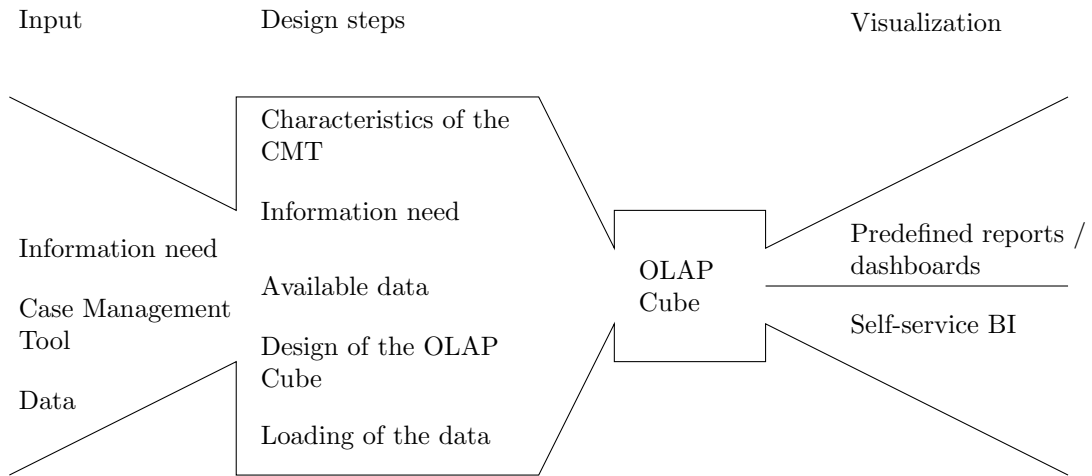 Input
Design steps
Visualization
Information need
Case Management
Tool
Data
Characteristics of the
CMT
Information need
Available data
Design of the OLAP
Cube
Loading of the data
OLAP
Cube
Predefined reports /
dashboards
Self-service BI